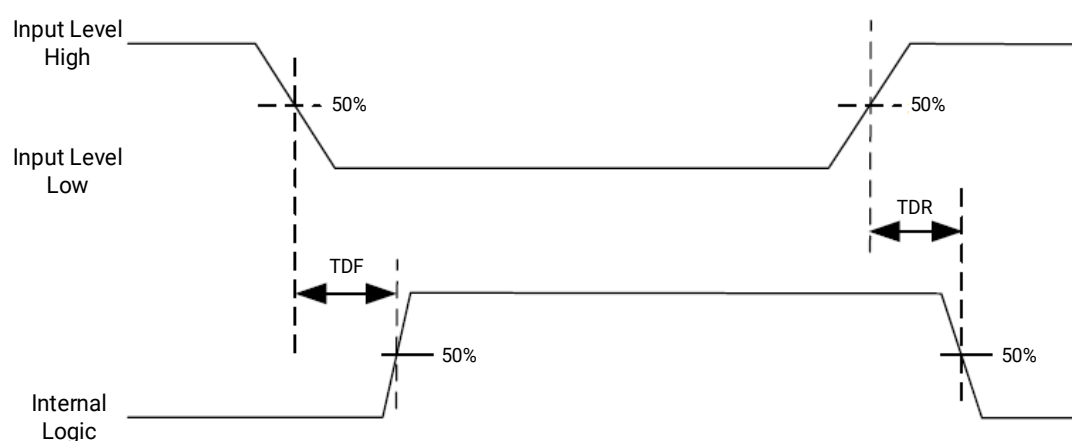 Input Level
High
50%
50%
Input Level
Low
TDR
TDF
50%
50%
Internal
Logic